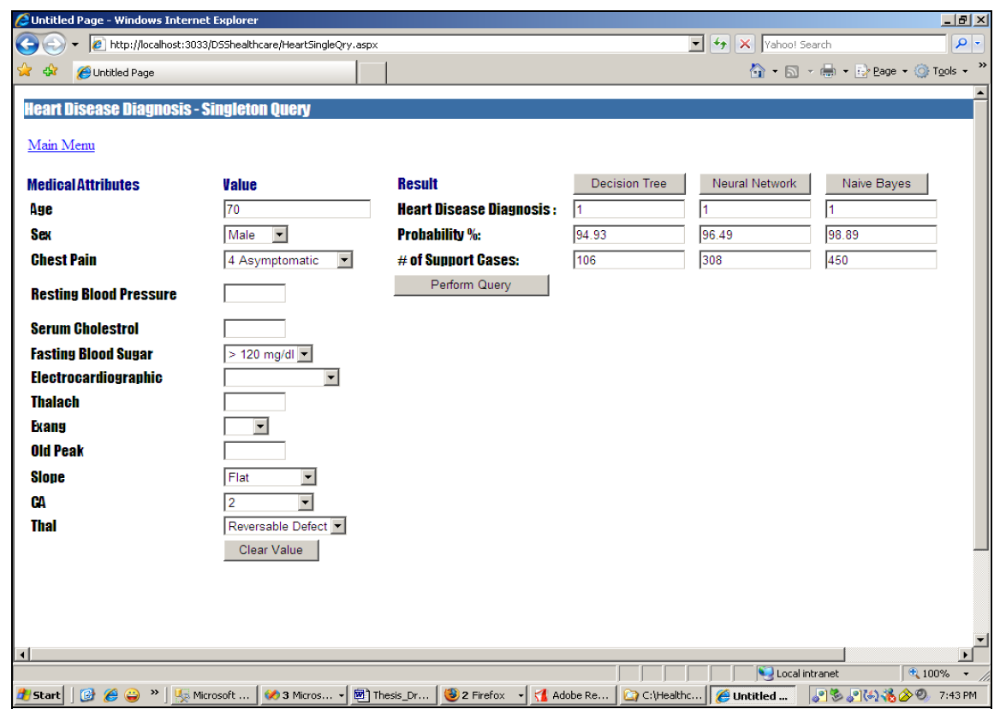 Untitled Page - Windows Internet Explorer
http://localhost:3033/DSShealthcare/HeartSingleQry.aspx
Yahoo! Search
Untitled Page
Page
Tools
Heart Disease Diagnosis - Singleton Query
Main Menu
Medical Attributes Value Result Decision Tree Neural Network Naive Bayes
Age 70 Heart Disease Diagnosis : 1 1 1
Sex Male Probability %: 94.93 96.49 98.89
Chest Pain 4 Asymptomatic # of Support Cases: 106 308 450
Perform Query
Resting Blood Pressure
Serum Cholestrol
Fasting Blood Sugar > 120 mg/dl
Electrocardiographic
Thalach
Exang
Old Peak
Slope Flat
CA 2
Thal Reversable Defect
Clear Value
Local intranet 100%
Start Microsoft ... 3 Micros... Thesis_Dr... 2 Firefox Adobe Re... C:\Healthc... Untitled ... 7:43 PM